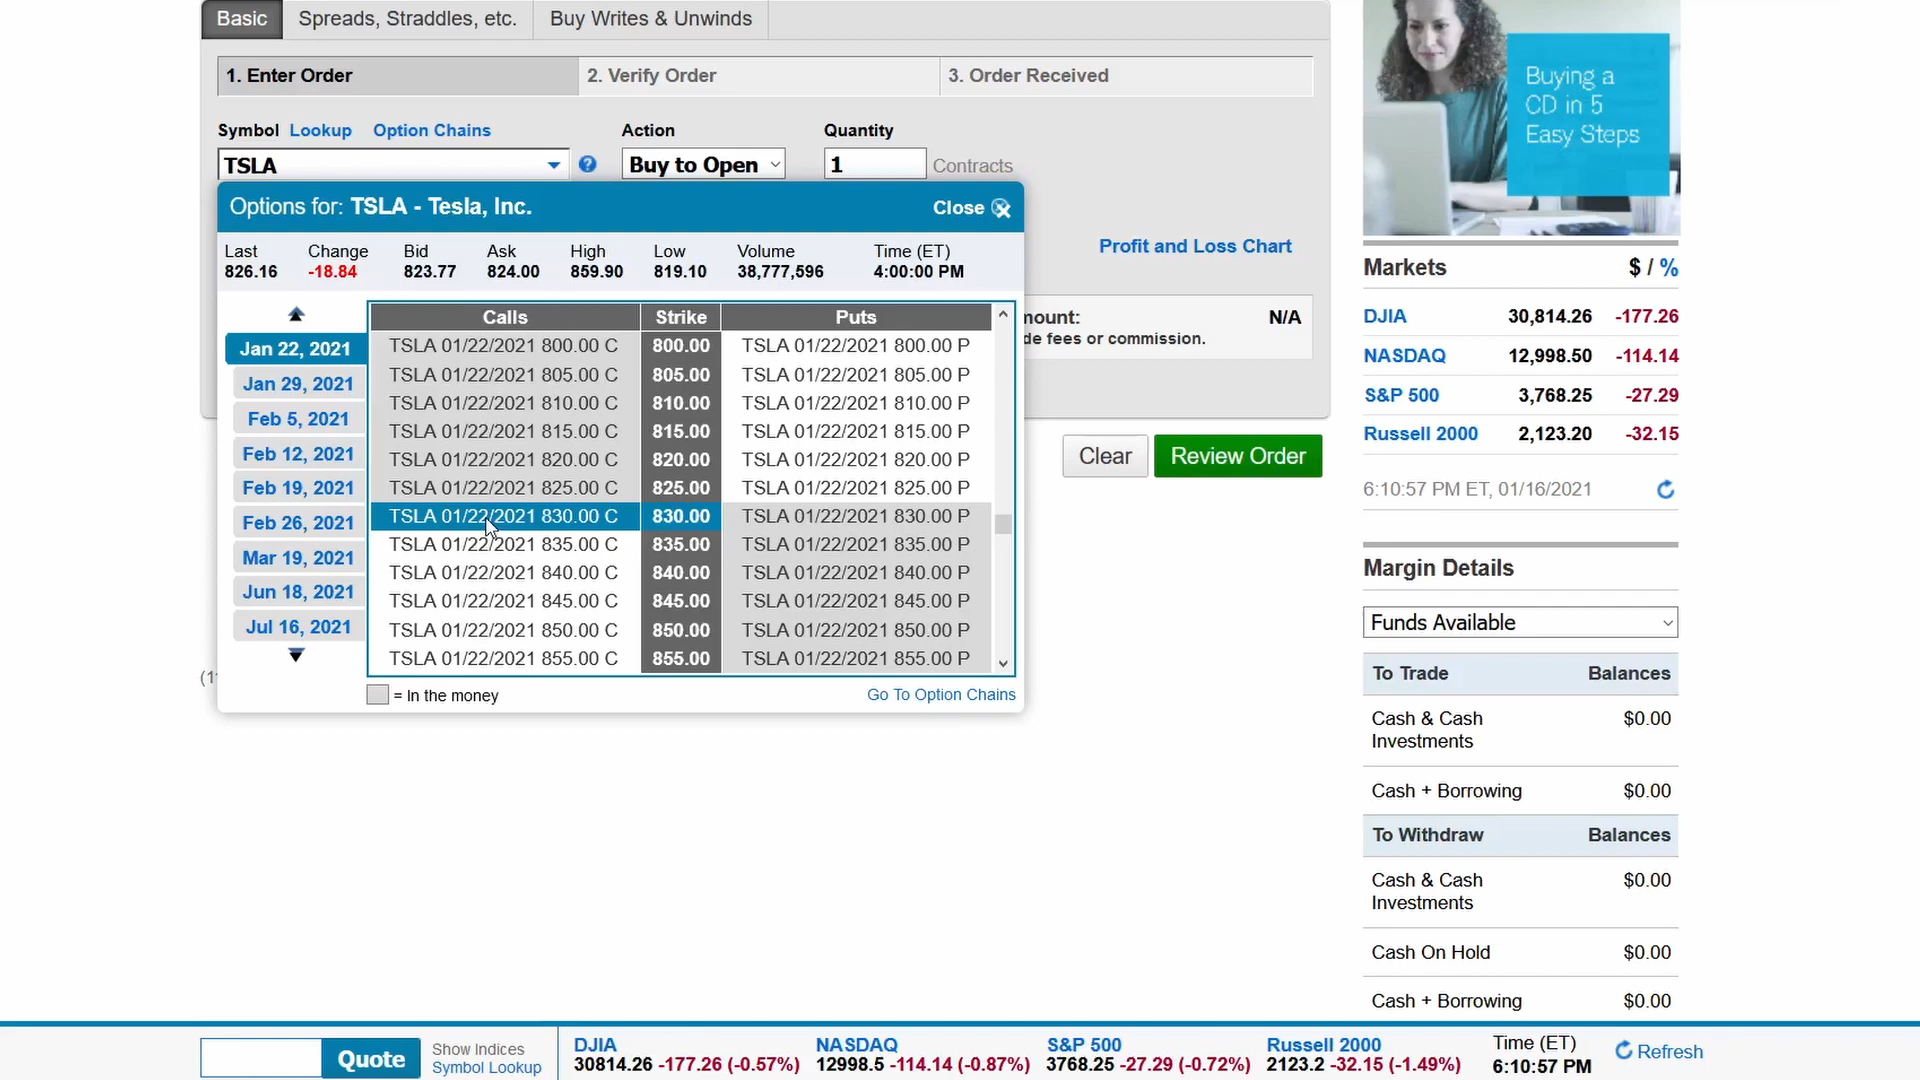 Basic
Spreads, Straddles, etc.
Buy Writes & Unwinds
1. Enter Order
2. Verify Order
3. Order Received
Symbol Lookup Option Chains
Action
Quantity
TSLA
Buy to Open
1
Contracts
Options for: TSLA - Tesla, Inc.
Close
Last Change Bid Ask High Low Volume Time (ET)
826.16 -18.84 823.77 824.00 859.90 819.10 38,777,596 4:00:00 PM
Profit and Loss Chart
mount:
N/A
de fees or commission.
Clear
Review Order
Jan 22, 2021
Jan 29, 2021
Feb 5, 2021
Feb 12, 2021
Feb 19, 2021
Feb 26, 2021
Mar 19, 2021
Jun 18, 2021
Jul 16, 2021
Calls Strike Puts
TSLA 01/22/2021 800.00 C 800.00 TSLA 01/22/2021 800.00 P
TSLA 01/22/2021 805.00 C 805.00 TSLA 01/22/2021 805.00 P
TSLA 01/22/2021 810.00 C 810.00 TSLA 01/22/2021 810.00 P
TSLA 01/22/2021 815.00 C 815.00 TSLA 01/22/2021 815.00 P
TSLA 01/22/2021 820.00 C 820.00 TSLA 01/22/2021 820.00 P
TSLA 01/22/2021 825.00 C 825.00 TSLA 01/22/2021 825.00 P
TSLA 01/22/2021 830.00 C 830.00 TSLA 01/22/2021 830.00 P
TSLA 01/22/2021 835.00 C 835.00 TSLA 01/22/2021 835.00 P
TSLA 01/22/2021 840.00 C 840.00 TSLA 01/22/2021 840.00 P
TSLA 01/22/2021 845.00 C 845.00 TSLA 01/22/2021 845.00 P
TSLA 01/22/2021 850.00 C 850.00 TSLA 01/22/2021 850.00 P
TSLA 01/22/2021 855.00 C 855.00 TSLA 01/22/2021 855.00 P
= In the money
Go To Option Chains
Buying a
CD in 5
Easy Steps
Markets $ / %
DJIA 30,814.26 -177.26
NASDAQ 12,998.50 -114.14
S&P 500 3,768.25 -27.29
Russell 2000 2,123.20 -32.15
6:10:57 PM ET, 01/16/2021
Margin Details
Funds Available
To Trade Balances
Cash & Cash $0.00
Investments
Cash + Borrowing $0.00
To Withdraw Balances
Cash & Cash $0.00
Investments
Cash On Hold $0.00
Cash + Borrowing $0.00
Quote
Show Indices
Symbol Lookup
DJIA
30814.26 -177.26 (-0.57%)
NASDAQ
12998.5 -114.14 (-0.87%)
S&P 500
3768.25 -27.29 (-0.72%)
Russell 2000
2123.2 -32.15 (-1.49%)
Time (ET)
6:10:57 PM
Refresh